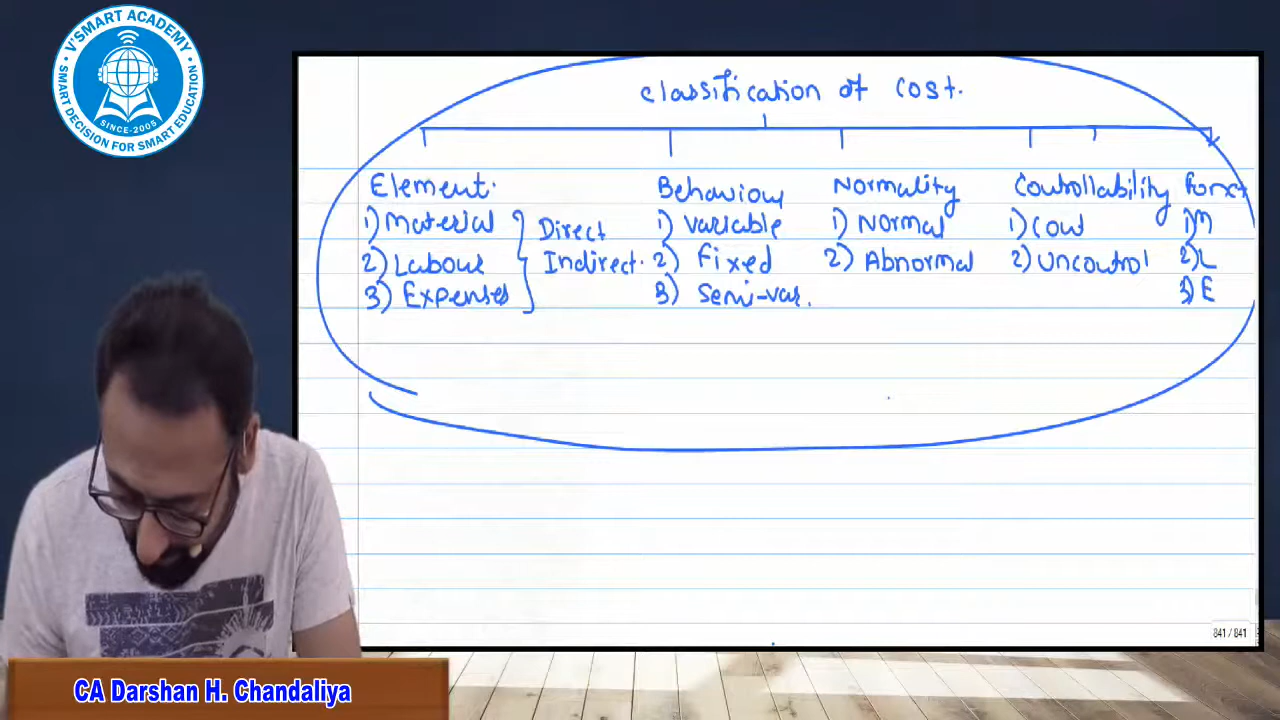 V'SMART ACADEMY
SMART DECISION FOR SMART EDUCATION
SINCE-2005
classification of cost.
Element.
1) Material
2) Labour
3) Expenses
Direct
Indirect.
Behaviour
1) Variable
2) Fixed
3) Semi-var.
Normality
1) Normal
2) Abnormal
Controllability
1) Cont
2) Uncontrol
Funct
1) M
2) L
3) E
841 / 841
CA Darshan H. Chandaliya